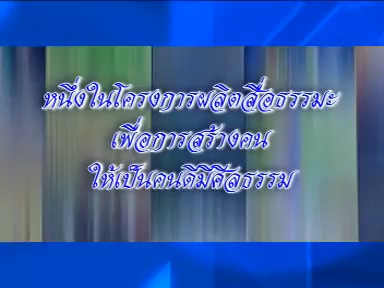 หนึ่งในโครงการผลิตสื่อธรรมะ
เพื่อการสร้างคน
ให้เป็นคนดีมีศีลธรรม